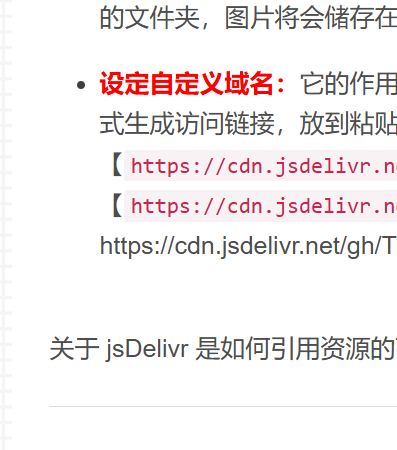 的文件夹，图片将会储存在
设定自定义域名：它的作用
式生成访问链接，放到粘贴
【https://cdn.jsdelivr.n
【https://cdn.jsdelivr.n
https://cdn.jsdelivr.net/gh/T
关于 jsDelivr 是如何引用资源的